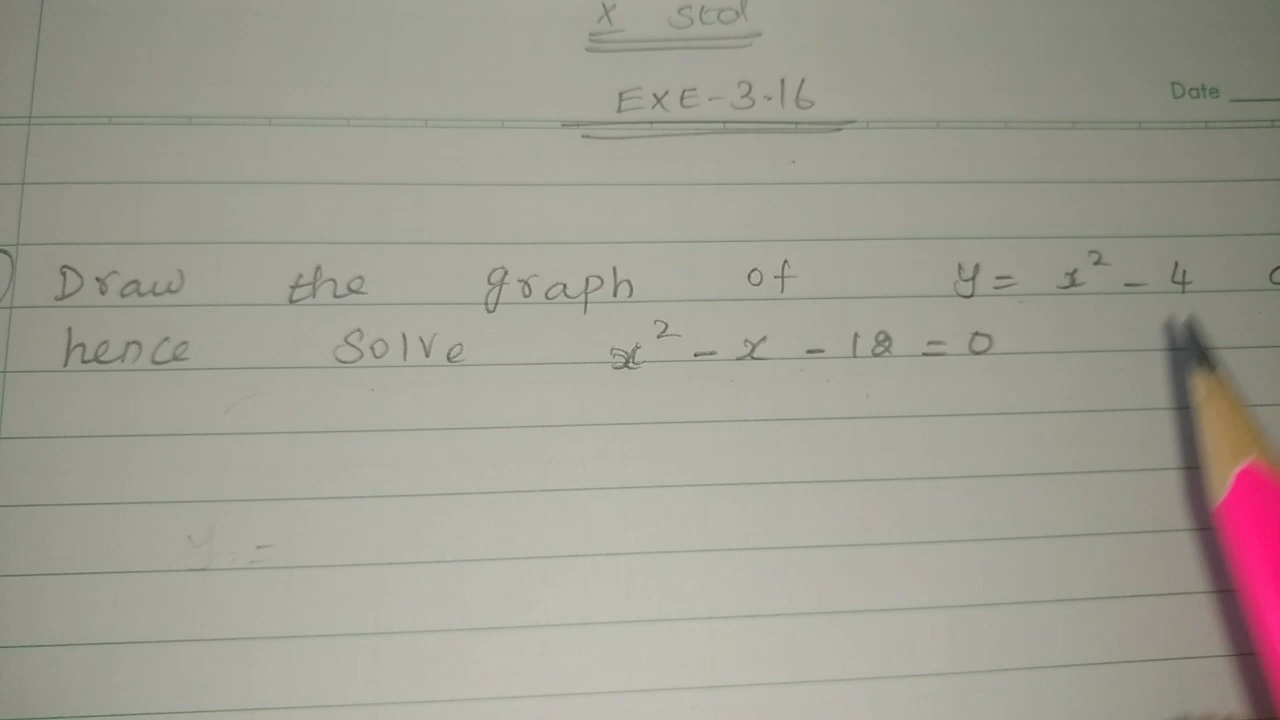 X Std
EXE-3.16
Date
Draw the graph of y = x² - 4
hence Solve x² - x - 12 = 0
y =